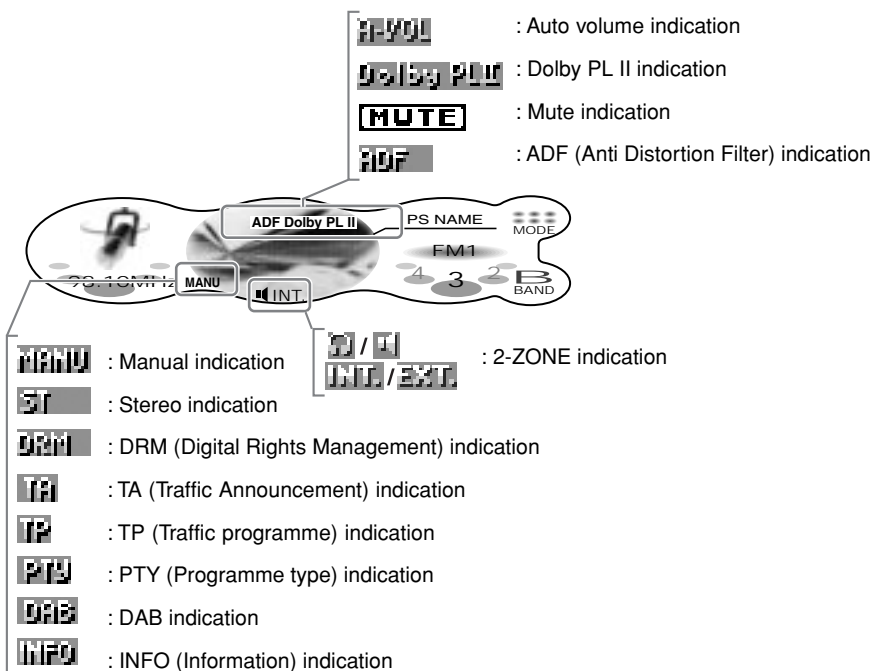 A-VOL : Auto volume indication
Dolby PLII : Dolby PL II indication
MUTE : Mute indication
ADF : ADF (Anti Distortion Filter) indication
ADF Dolby PL II PS NAME MODE
FM1
98.10MHz MANU 4 3 2 B BAND
INT.
/
INT. / EXT. : 2-ZONE indication
MANU : Manual indication
ST : Stereo indication
DRM : DRM (Digital Rights Management) indication
TA : TA (Traffic Announcement) indication
TP : TP (Traffic programme) indication
PTY : PTY (Programme type) indication
DAB : DAB indication
INFO : INFO (Information) indication